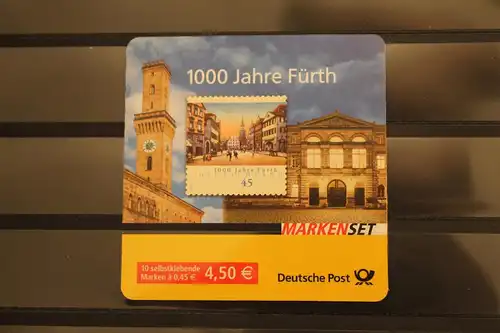 1000 Jahre Fürth
1000 Jahre Fürth
45
MARKENSET
10 selbstklebende
Marken à 0,45 €
4,50 €
Deutsche Post